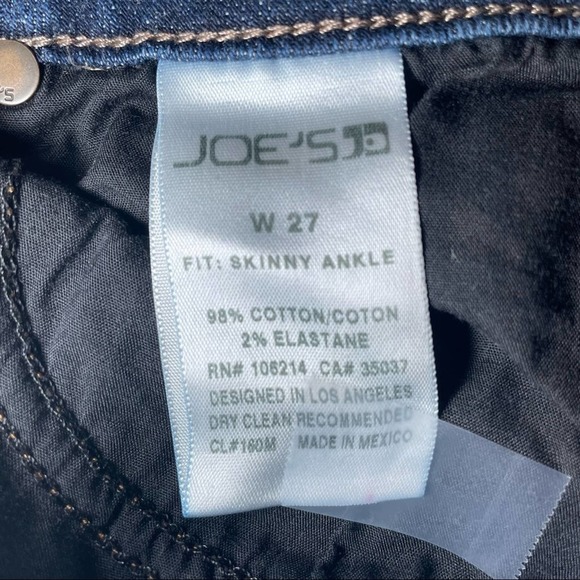 JOE'S
W 27
FIT: SKINNY ANKLE
98% COTTON/COTON
2% ELASTANE
RN# 106214 CA# 35037
DESIGNED IN LOS ANGELES
DRY CLEAN RECOMMENDED
CL#160M MADE IN MEXICO
'S